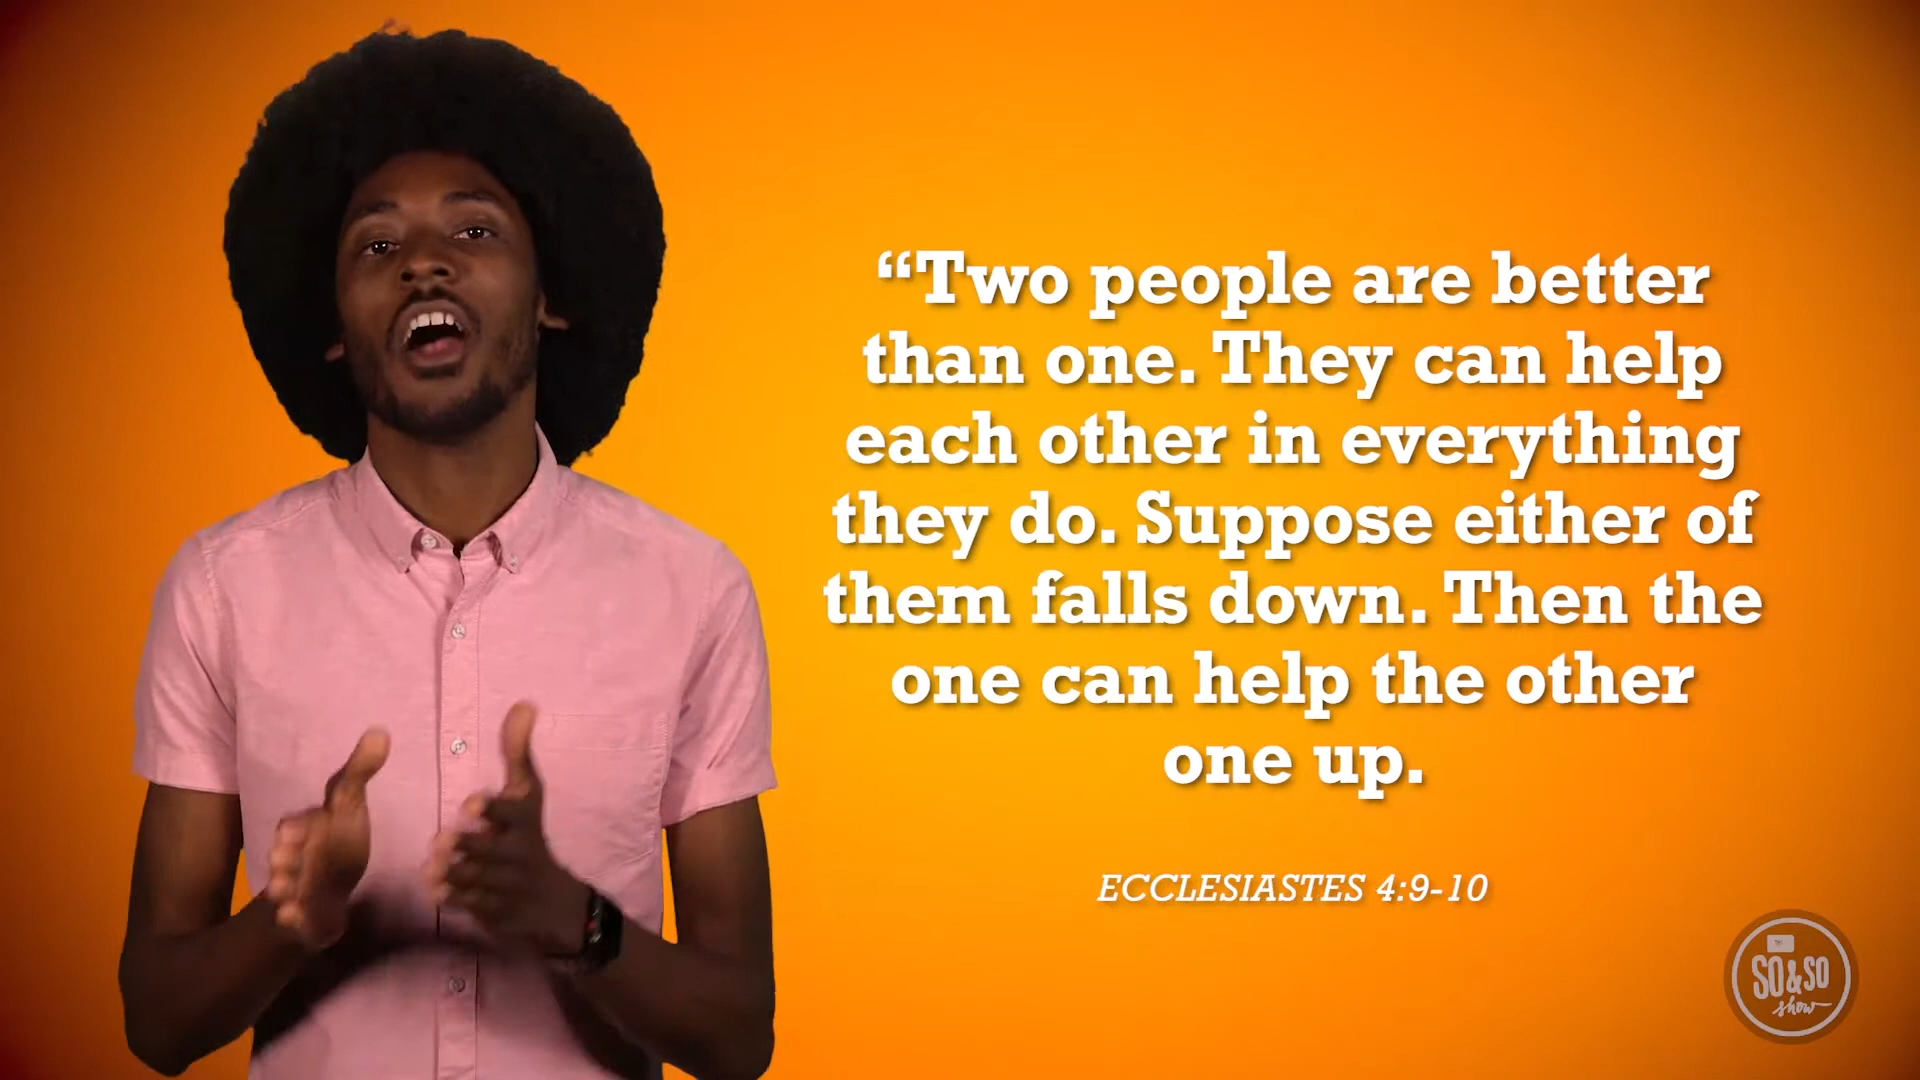 “Two people are better
than one. They can help
each other in everything
they do. Suppose either of
them falls down. Then the
one can help the other
one up.
ECCLESIASTES 4:9-10
SO&SO
show